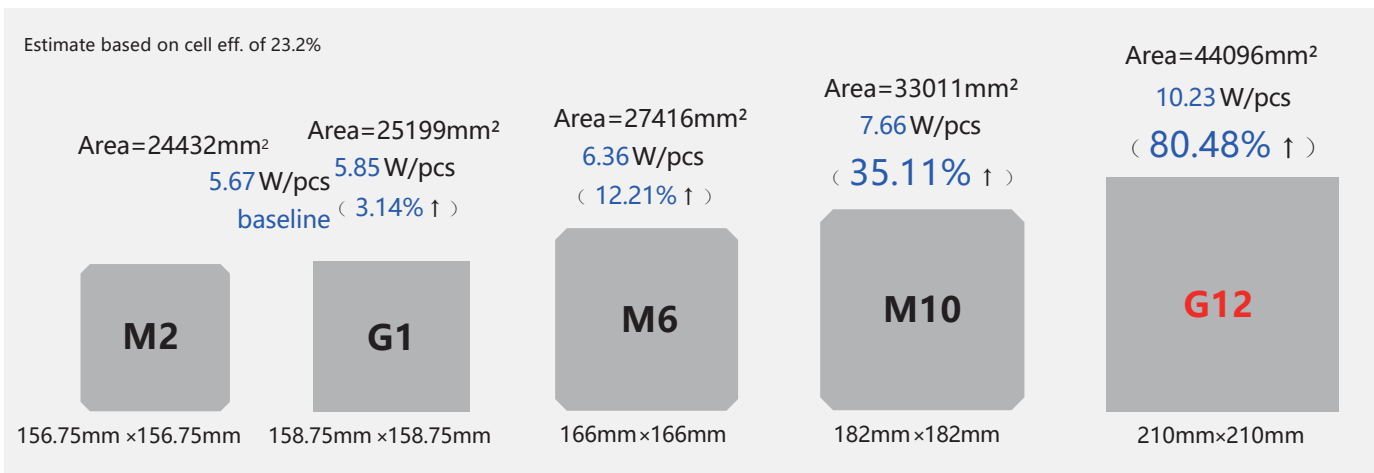 Estimate based on cell eff. of 23.2%
Area=24432mm²
5.67 W/pcs
baseline
M2
156.75mm ×156.75mm
Area=25199mm²
5.85 W/pcs
( 3.14% ↑ )
G1
158.75mm ×158.75mm
Area=27416mm²
6.36 W/pcs
( 12.21% ↑ )
M6
166mm×166mm
Area=33011mm²
7.66 W/pcs
( 35.11% ↑ )
M10
182mm×182mm
Area=44096mm²
10.23 W/pcs
( 80.48% ↑ )
G12
210mm×210mm